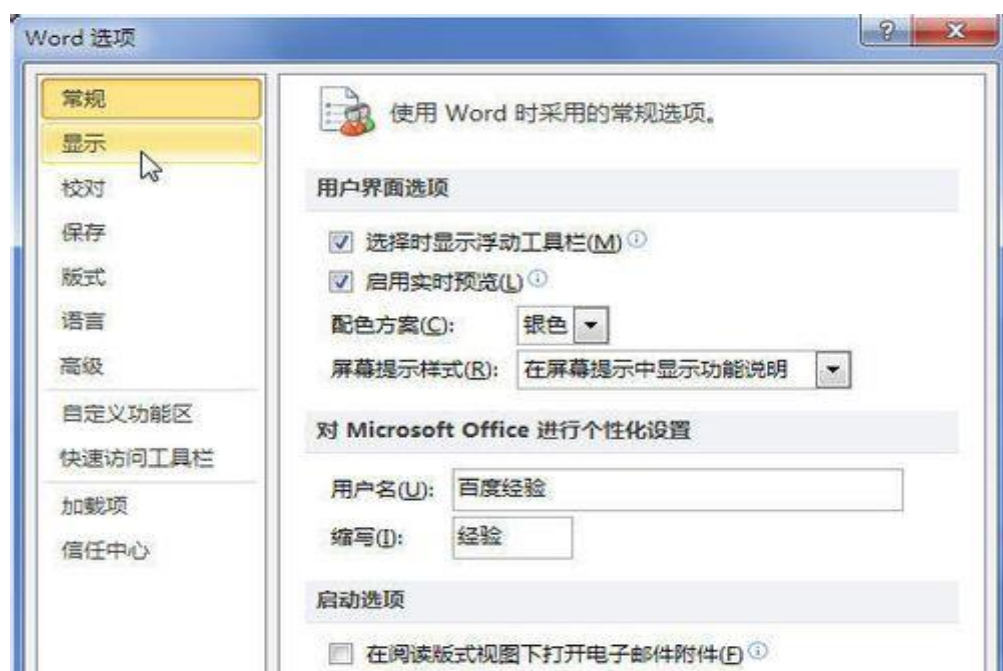 Word 选项
常规
显示
校对
保存
版式
语言
高级
自定义功能区
快速访问工具栏
加载项
信任中心
使用 Word 时采用的常规选项。
用户界面选项
选择时显示浮动工具栏(M)
启用实时预览(L)
配色方案(C): 银色
屏幕提示样式(R): 在屏幕提示中显示功能说明
对 Microsoft Office 进行个性化设置
用户名(U): 百度经验
缩写(I): 经验
启动选项
在阅读版式视图下打开电子邮件附件(F)